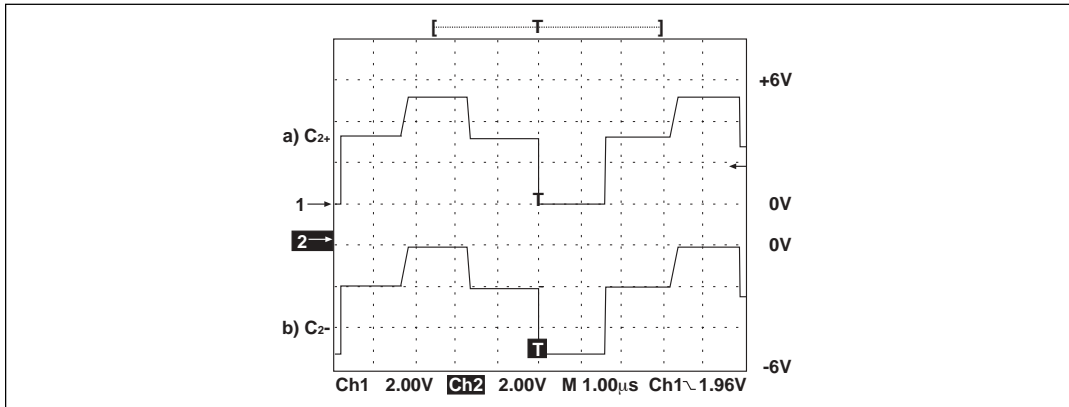 [ T ]
+6V
a) C2+
T
1
0V
2
0V
b) C2-
T
-6V
Ch1 2.00V Ch2 2.00V M 1.00μs Ch1 1.96V